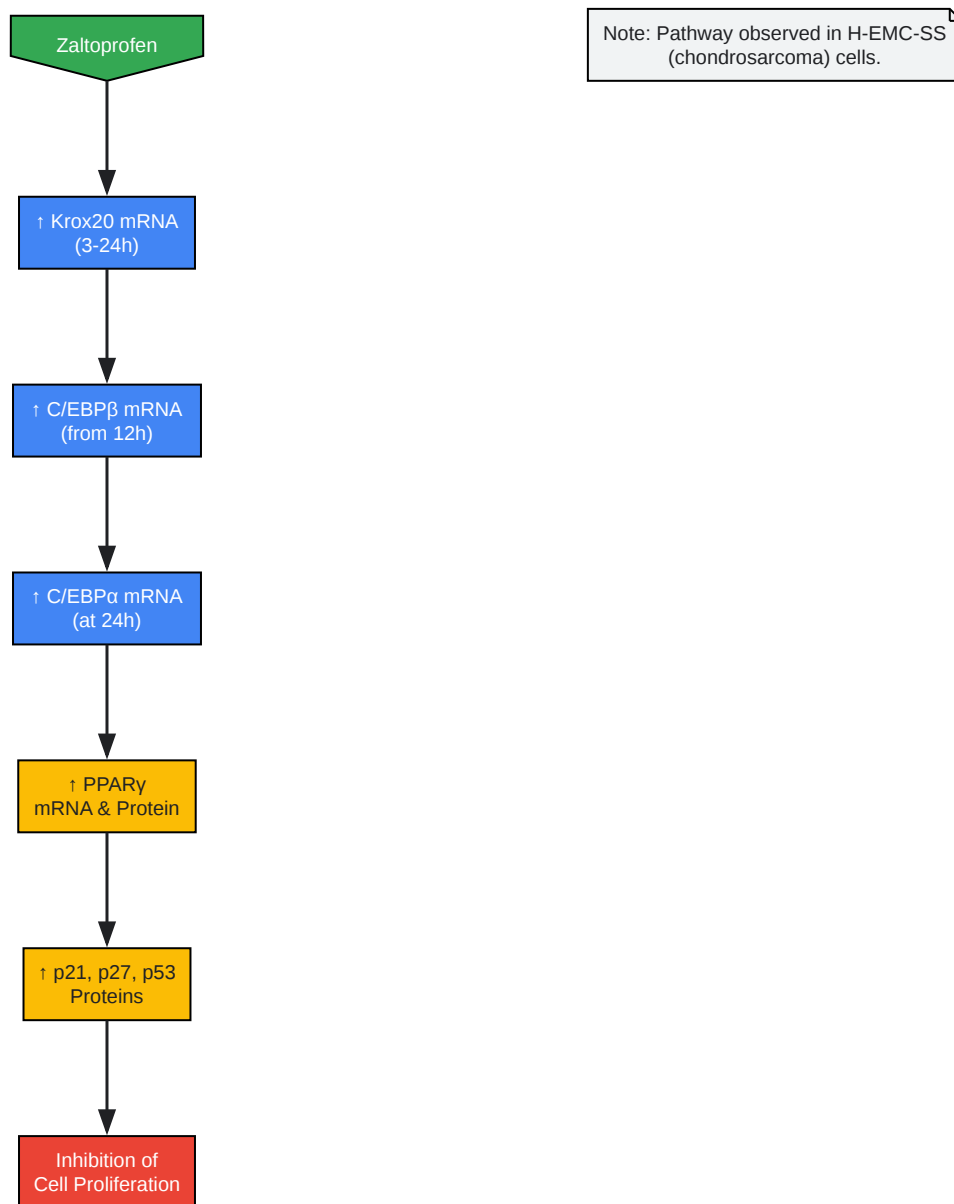 Zaltoprofen
Note: Pathway observed in H-EMC-SS
(chondrosarcoma) cells.
↑ Krox20 mRNA
(3-24h)
↑ C/EBPβ mRNA
(from 12h)
↑ C/EBPα mRNA
(at 24h)
↑ PPARγ
mRNA & Protein
↑ p21, p27, p53
Proteins
Inhibition of
Cell Proliferation